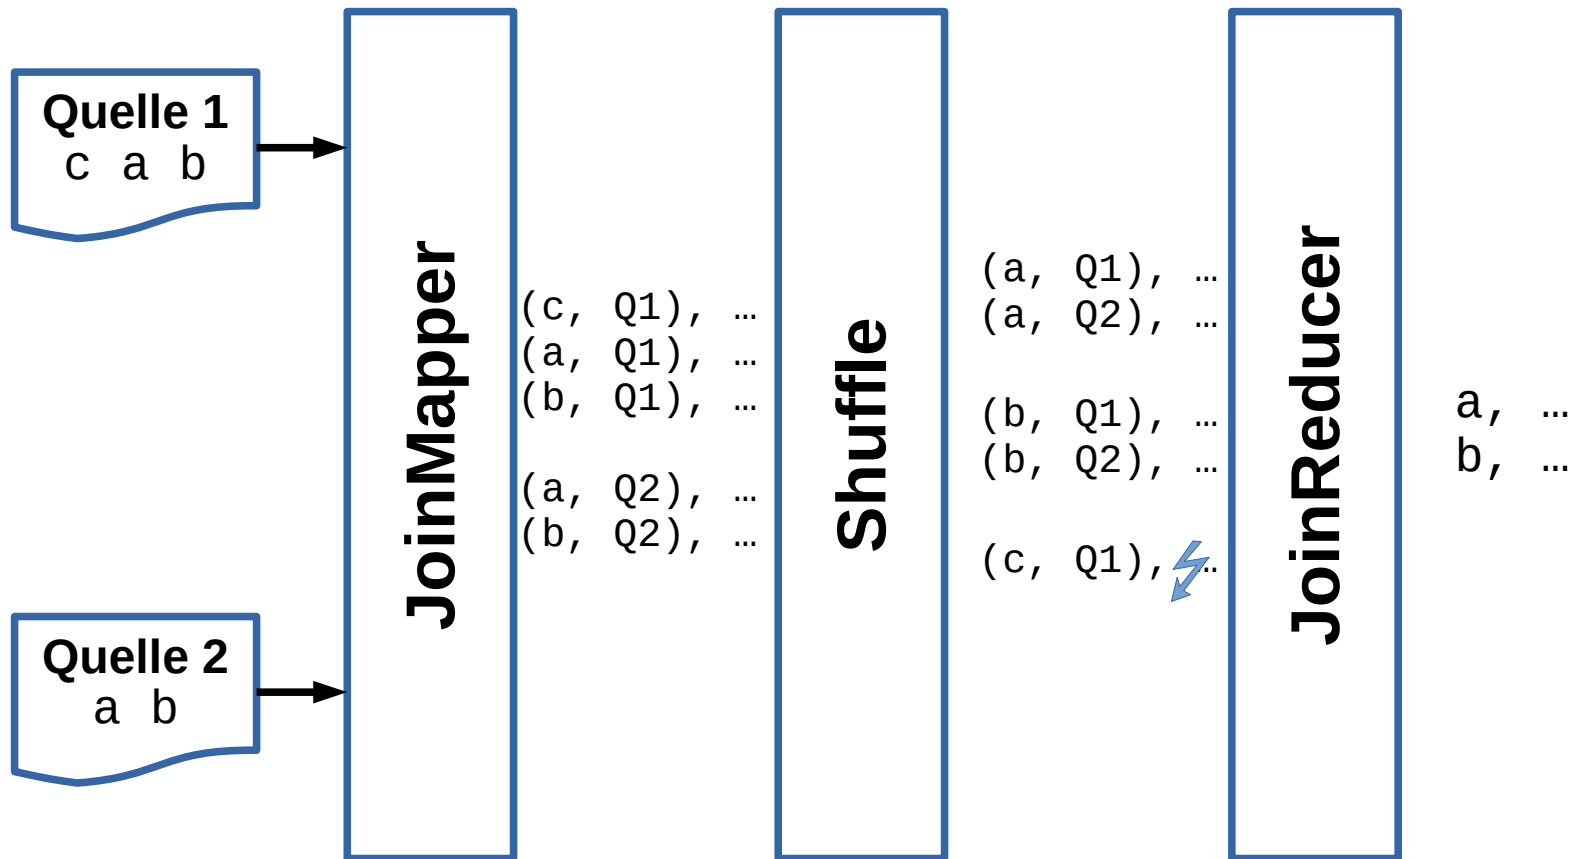 Quelle 1
c a b
Quelle 2
a b
JoinMapper
(c, Q1), …
(a, Q1), …
(b, Q1), …
(a, Q2), …
(b, Q2), …
Shuffle
(a, Q1), …
(a, Q2), …
(b, Q1), …
(b, Q2), …
(c, Q1), …
JoinReducer
a, …
b, …